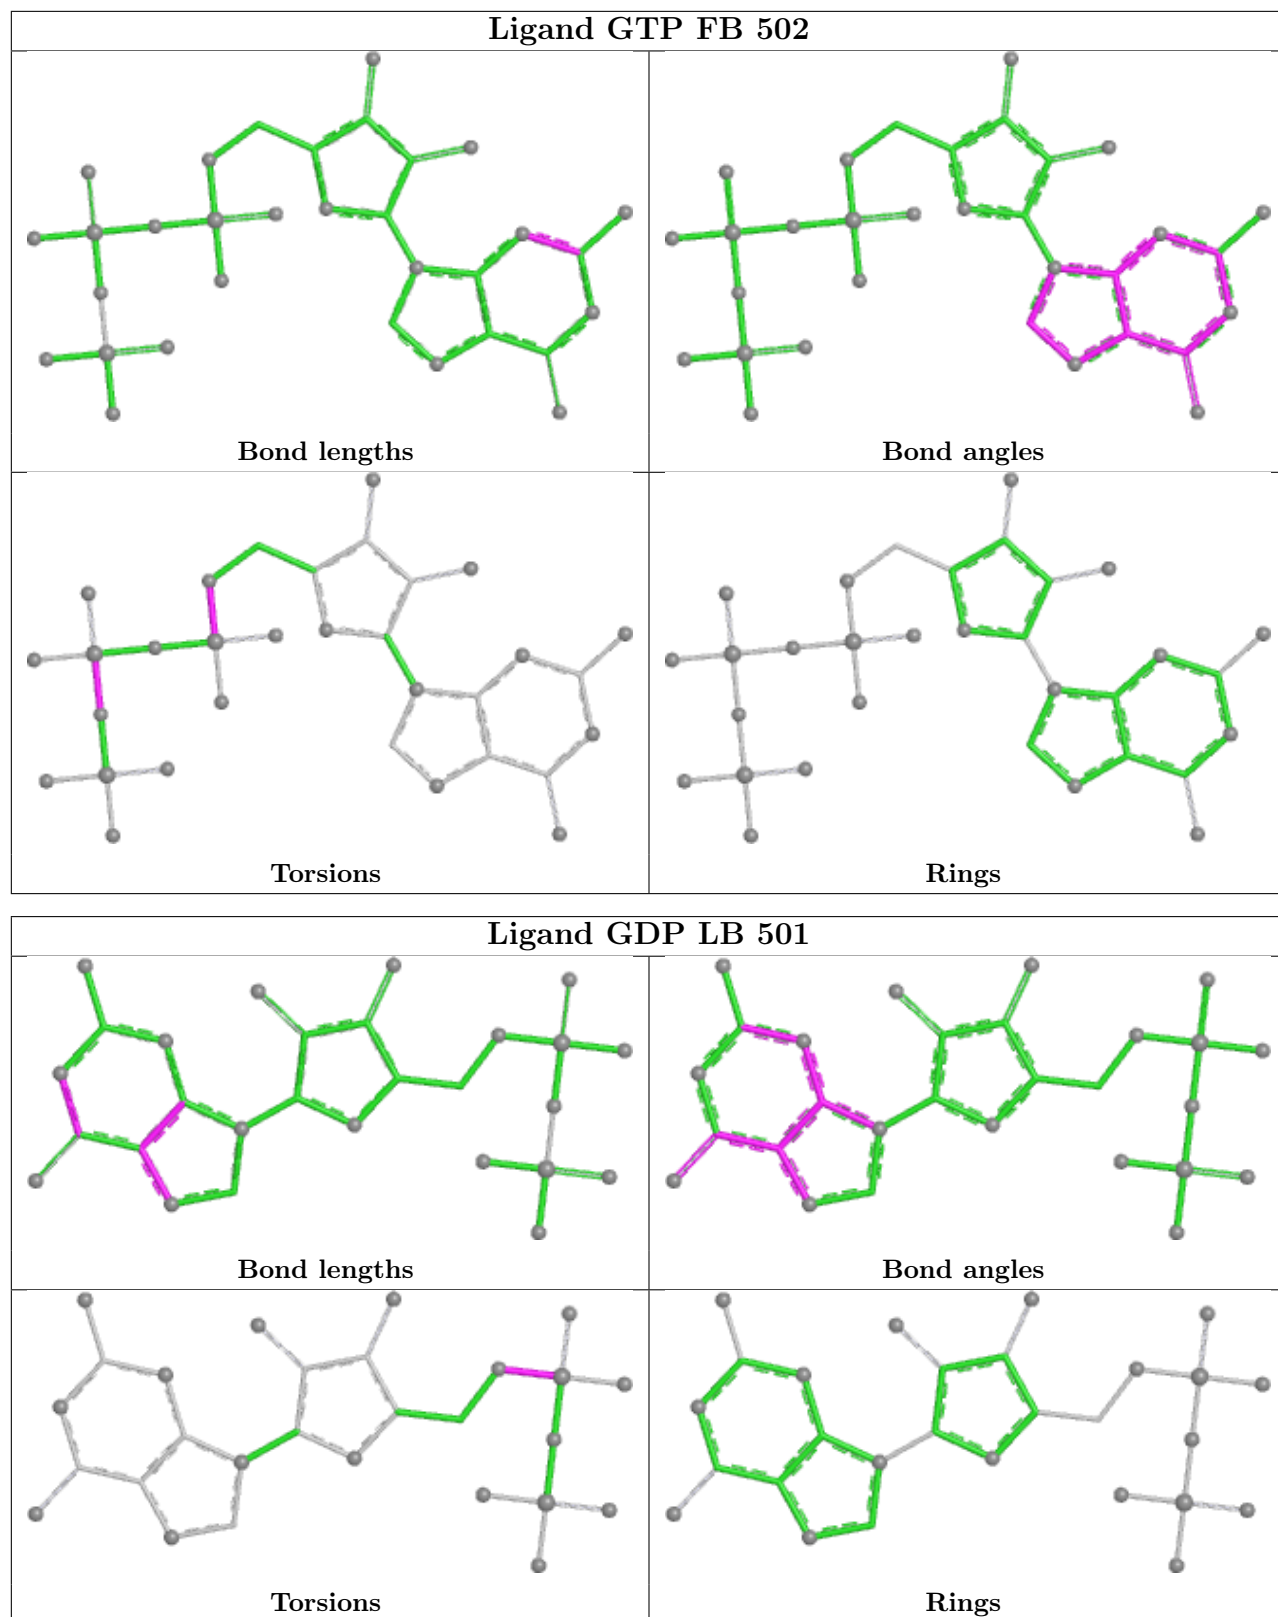 Ligand GTP FB 502
Bond lengths
Bond angles
Torsions
Rings
Ligand GDP LB 501
Bond lengths
Bond angles
Torsions
Rings